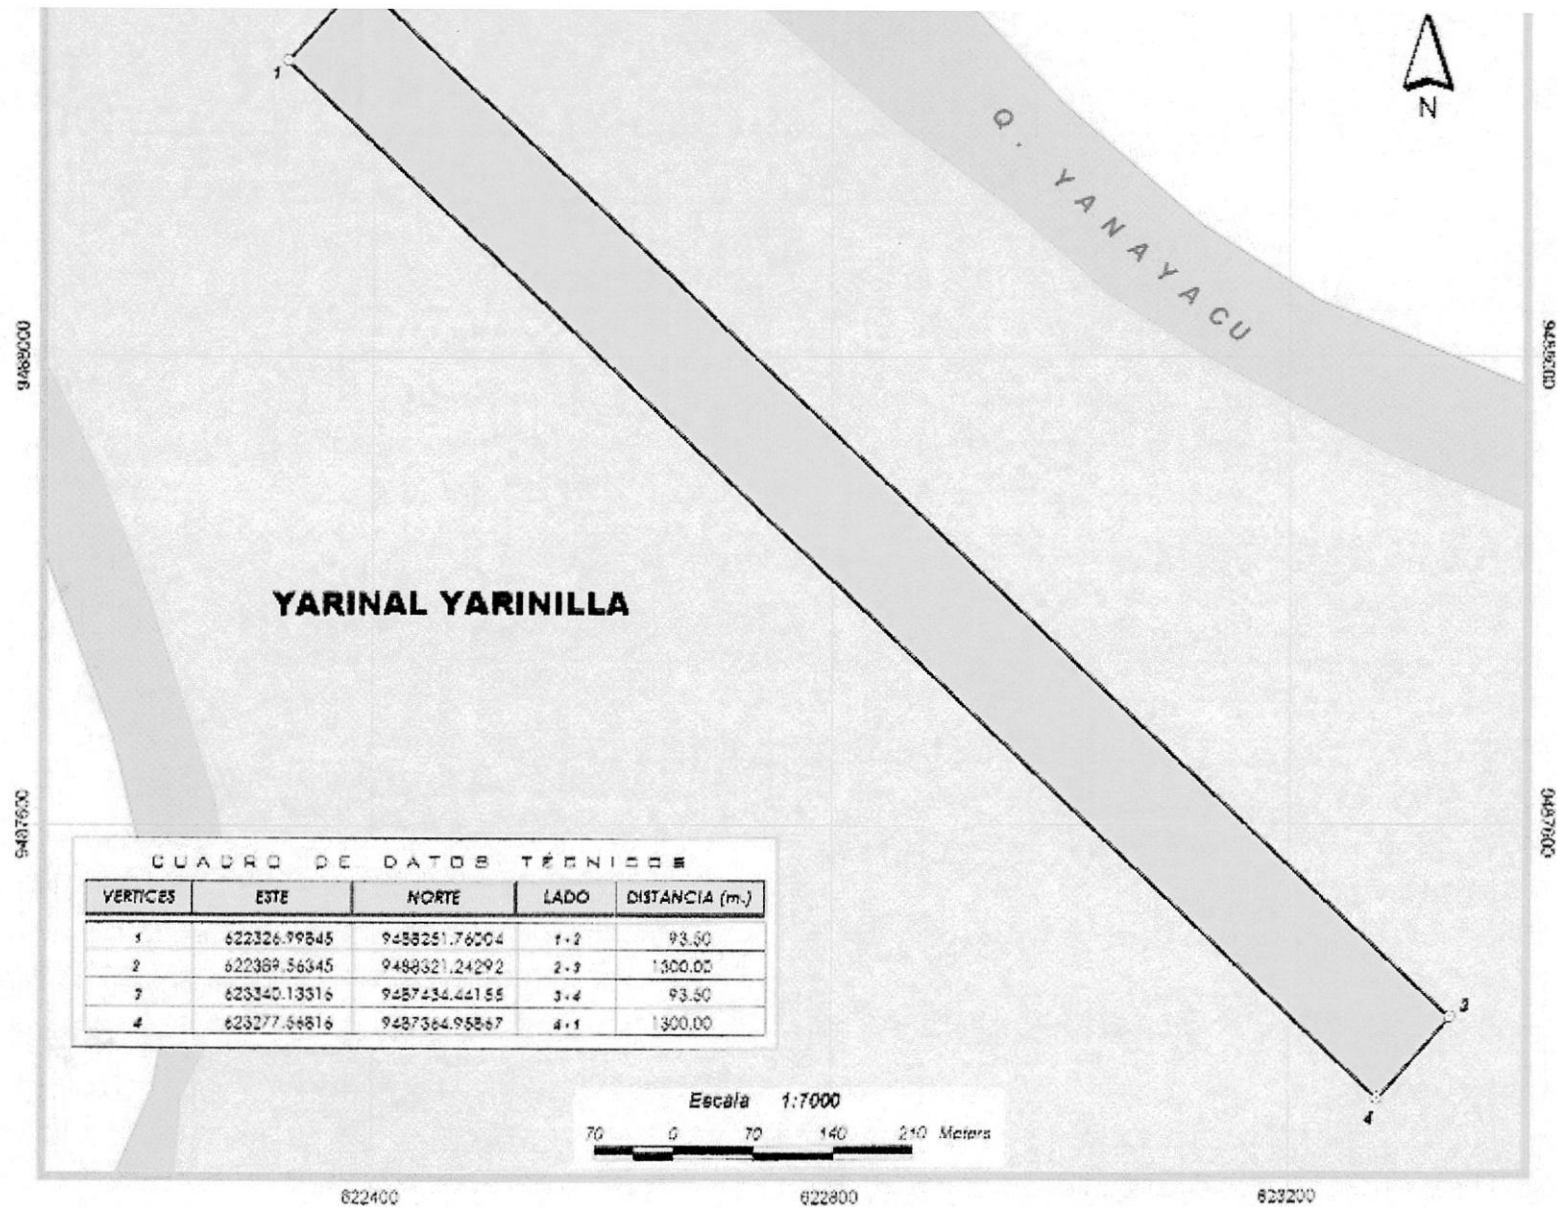 1
N
Q. YANAYACU
9488000
9488000
YARINAL YARINILLA
9487600
9487600
CUADRO DE DATOS TÉCNICOS
VERTICES ESTE NORTE LADO DISTANCIA (m.)
1 622326.99845 9488251.76004 1-2 93.50
2 622389.56345 9488321.24292 2-3 1300.00
3 623340.13316 9487434.44155 3-4 93.50
4 623277.56816 9487364.95867 4-1 1300.00
3
4
Escala 1:7000
70 0 70 140 210 Meters
622400 622800 623200